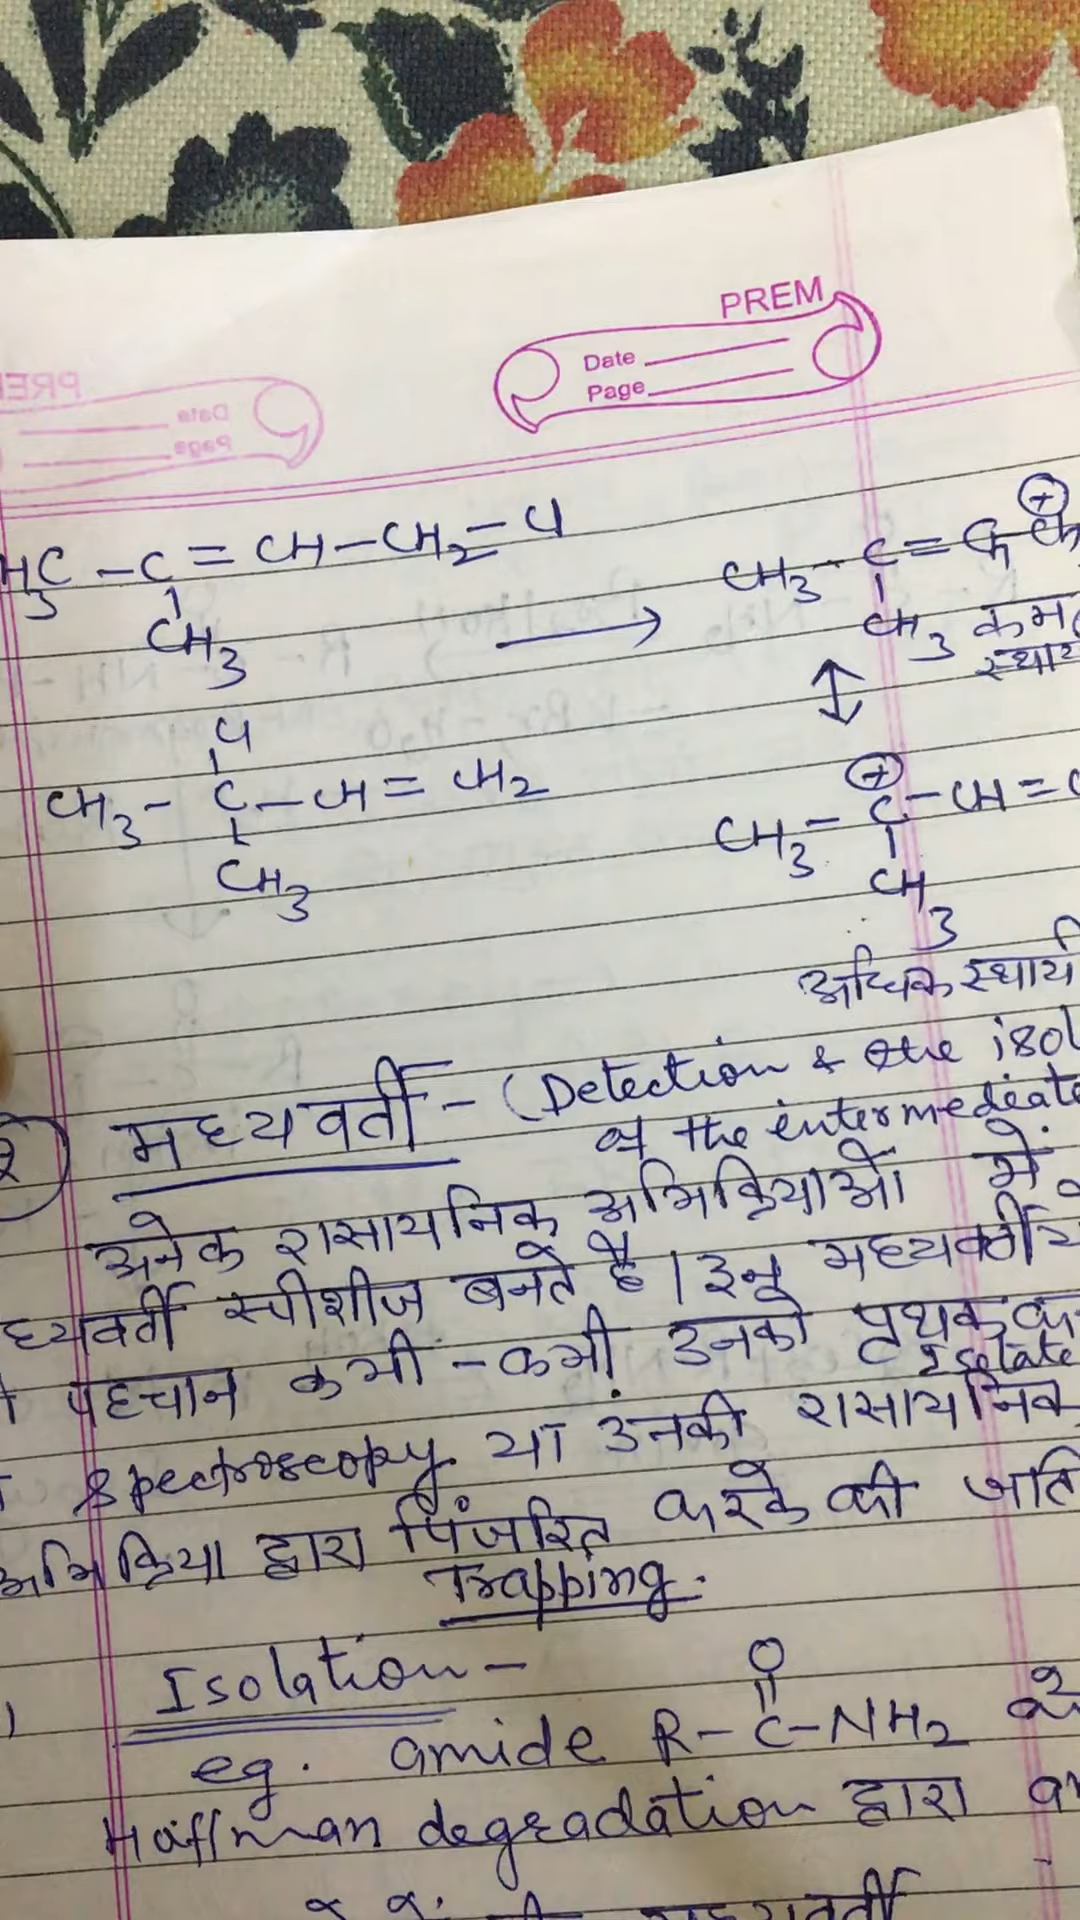 PREM
Date
Page
H3C - C = CH - CH2 - Cl
CH3
CH3 - C = CH CH2
CH3 कम
Cl
CH3 - C - CH = CH2
CH3
CH3 - C - CH =
CH3
अधिक स्थायी
मध्यवर्ती - (Detection & the isol
of the intermediate
अनेक रासायनिक अभिक्रियाओं में
ध्यवर्ती स्पीशीज बनते है। इन मध्यवर्तीय
पहचान कभी - कभी उनको पृथक
Isolate
spectroscopy या उनकी रासायनिक
अभिक्रिया द्वारा पिंजरित करके की जाति
Trapping.
Isolation -
O
eg. amide R - C - NH2
Hoffman degradation द्वारा
मध्यवर्ती